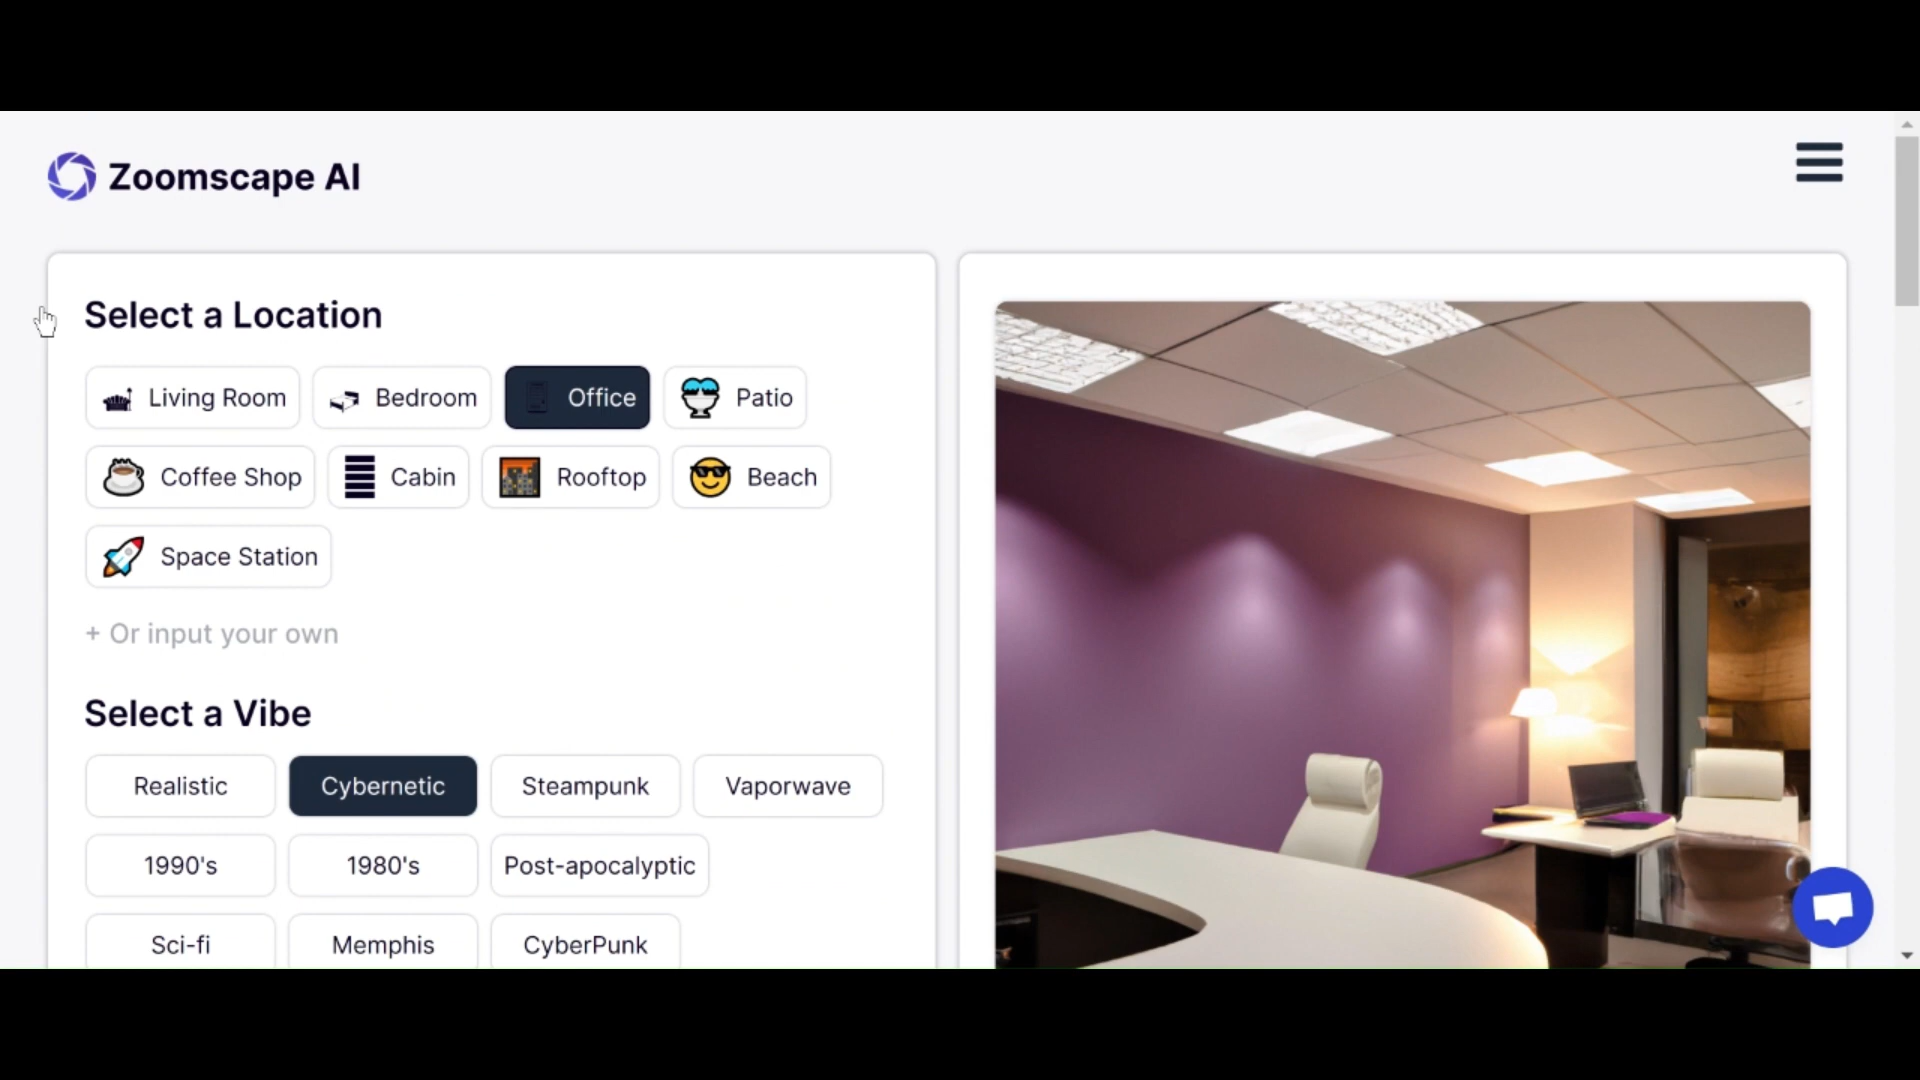 Zoomscape AI
Select a Location
Living Room Bedroom Office Patio
Coffee Shop Cabin Rooftop Beach
Space Station
+ Or input your own
Select a Vibe
Realistic Cybernetic Steampunk Vaporwave
1990's 1980's Post-apocalyptic
Sci-fi Memphis CyberPunk